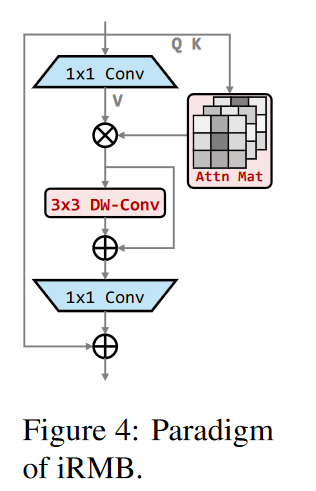 Q K
1x1 Conv
V
Attn Mat
3x3 DW-Conv
1x1 Conv
Figure 4: Paradigm
of iRMB.